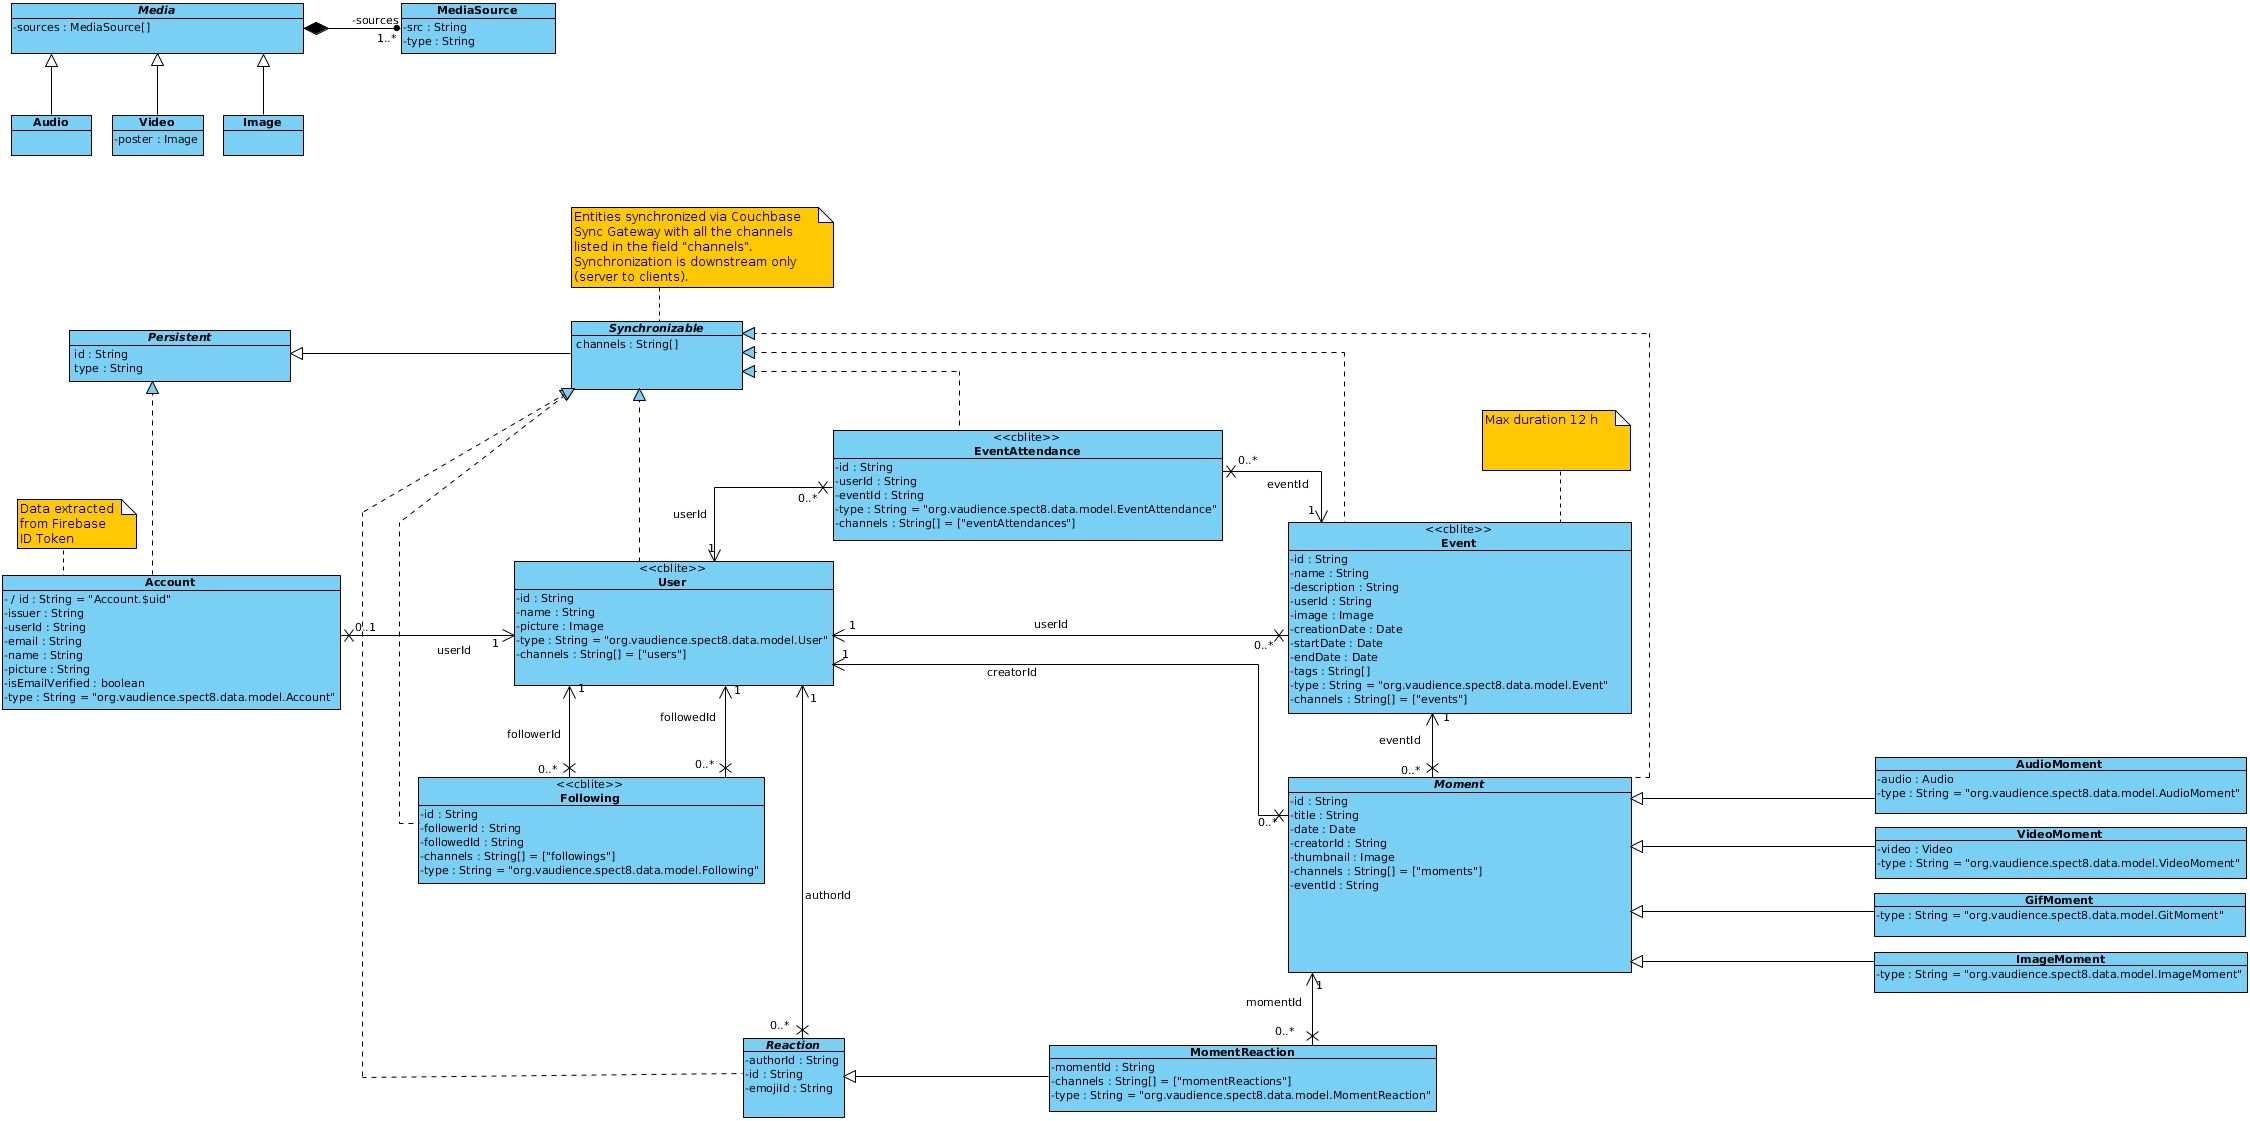 Media
-sources : MediaSource[]
-sources
1..*
MediaSource
-src : String
-type : String
Audio
Video
-poster : Image
Image
Entities synchronized via Couchbase
Sync Gateway with all the channels
listed in the field "channels".
Synchronization is downstream only
(server to clients).
Persistent
id : String
type : String
Synchronizable
channels : String[]
Max duration 12 h
Data extracted
from Firebase
ID Token
<<cblite>>
EventAttendance
-id : String
-userId : String
-eventId : String
-type : String = "org.vaudience.spect8.data.model.EventAttendance"
-channels : String[] = ["eventAttendances"]
0..*
eventId
1
0..*
userId
1
Account
- / id : String = "Account.$uid"
-issuer : String
-userId : String
-email : String
-name : String
-picture : String
-isEmailVerified : boolean
-type : String = "org.vaudience.spect8.data.model.Account"
0..1
userId
1
<<cblite>>
User
-id : String
-name : String
-picture : Image
-type : String = "org.vaudience.spect8.data.model.User"
-channels : String[] = ["users"]
1
userId
0..*
1
creatorId
0..*
<<cblite>>
Event
-id : String
-name : String
-description : String
-userId : String
-image : Image
-creationDate : Date
-startDate : Date
-endDate : Date
-tags : String[]
-type : String = "org.vaudience.spect8.data.model.Event"
-channels : String[] = ["events"]
1
followerId
0..*
1
followedId
0..*
1
authorId
0..*
1
eventId
0..*
<<cblite>>
Following
-id : String
-followerId : String
-followedId : String
-channels : String[] = ["followings"]
-type : String = "org.vaudience.spect8.data.model.Following"
Moment
-id : String
-title : String
-date : Date
-creatorId : String
-thumbnail : Image
-channels : String[] = ["moments"]
-eventId : String
AudioMoment
-audio : Audio
-type : String = "org.vaudience.spect8.data.model.AudioMoment"
VideoMoment
-video : Video
-type : String = "org.vaudience.spect8.data.model.VideoMoment"
GifMoment
-type : String = "org.vaudience.spect8.data.model.GitMoment"
ImageMoment
-type : String = "org.vaudience.spect8.data.model.ImageMoment"
1
momentId
0..*
Reaction
-authorId : String
-id : String
-emojiId : String
MomentReaction
-momentId : String
-channels : String[] = ["momentReactions"]
-type : String = "org.vaudience.spect8.data.model.MomentReaction"